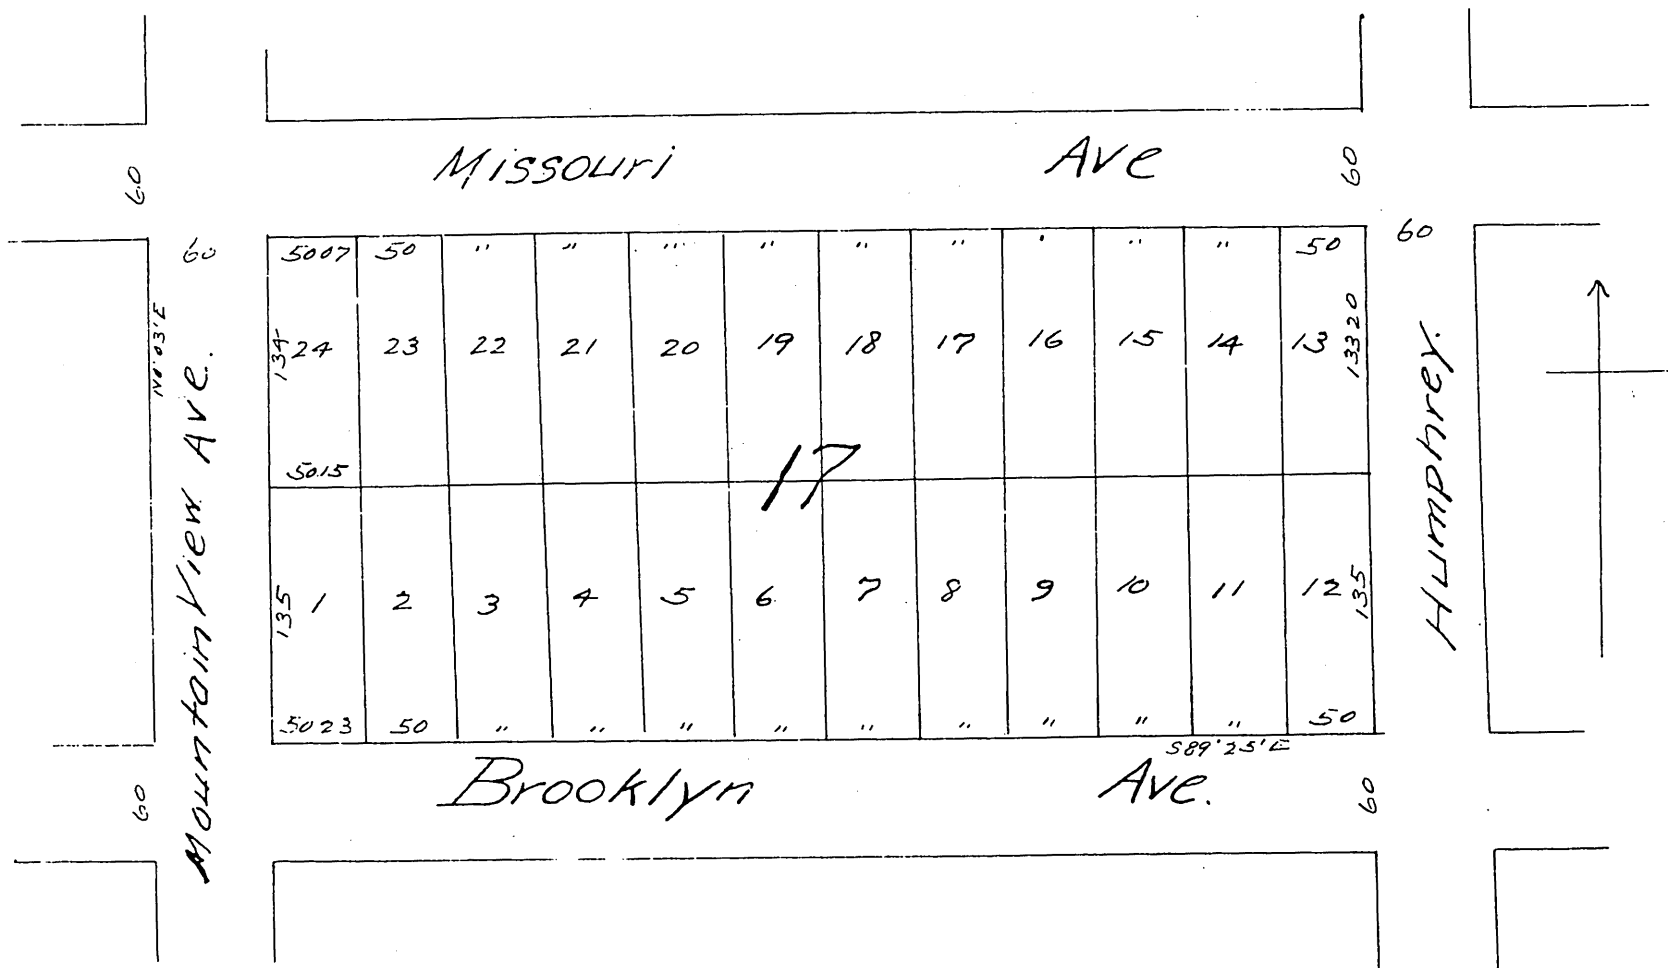 Missouri Ave
60 60
60 60
5007 50 " " " " " " ' " " 50
N0°03'E
134 24 23 22 21 20 19 18 17 16 15 14 13 13320
Mountain View Ave.
Humphrey.
5015
17
135 1 2 3 4 5 6 7 8 9 10 11 12 135
5023 50 " " " " " " " " " 50
S89°25'E
Brooklyn Ave.
60 60